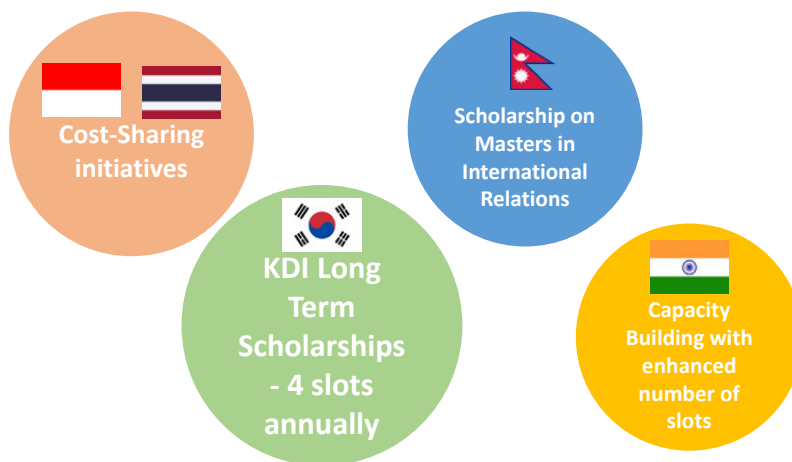 Cost-Sharing
initiatives
Scholarship on
Masters in
International
Relations
KDI Long
Term
Scholarships
- 4 slots
annually
Capacity
Building with
enhanced
number of
slots